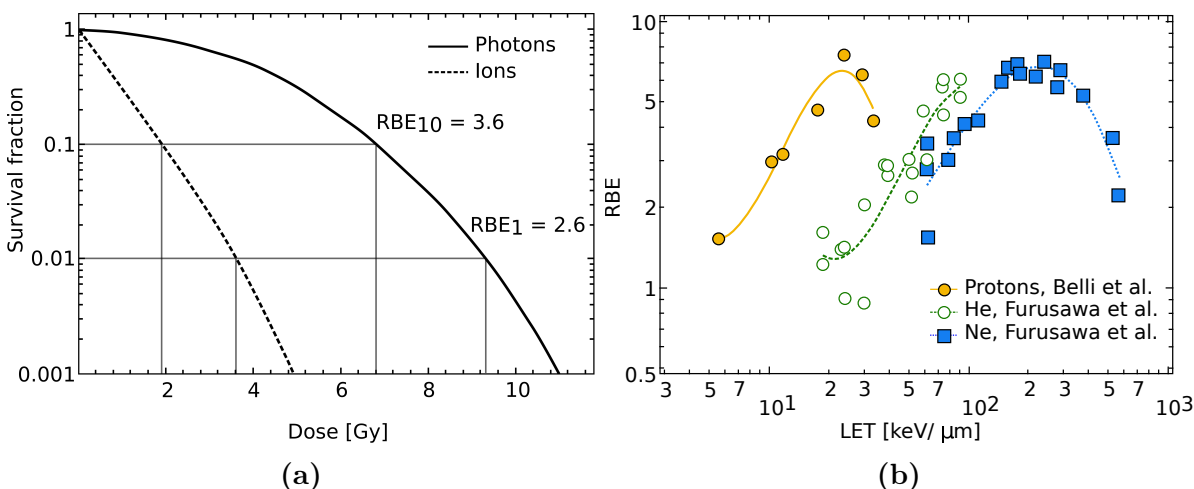 1
0.1
0.01
0.001
Survival fraction
Photons
Ions
RBE10 = 3.6
RBE1 = 2.6
2
4
6
8
10
Dose [Gy]
(a)
10
5
2
1
0.5
RBE
Protons, Belli et al.
He, Furusawa et al.
Ne, Furusawa et al.
3 5 7 10^1 2 3 5 7 10^2 2 3 5 7 10^3
LET [keV/ μm]
(b)